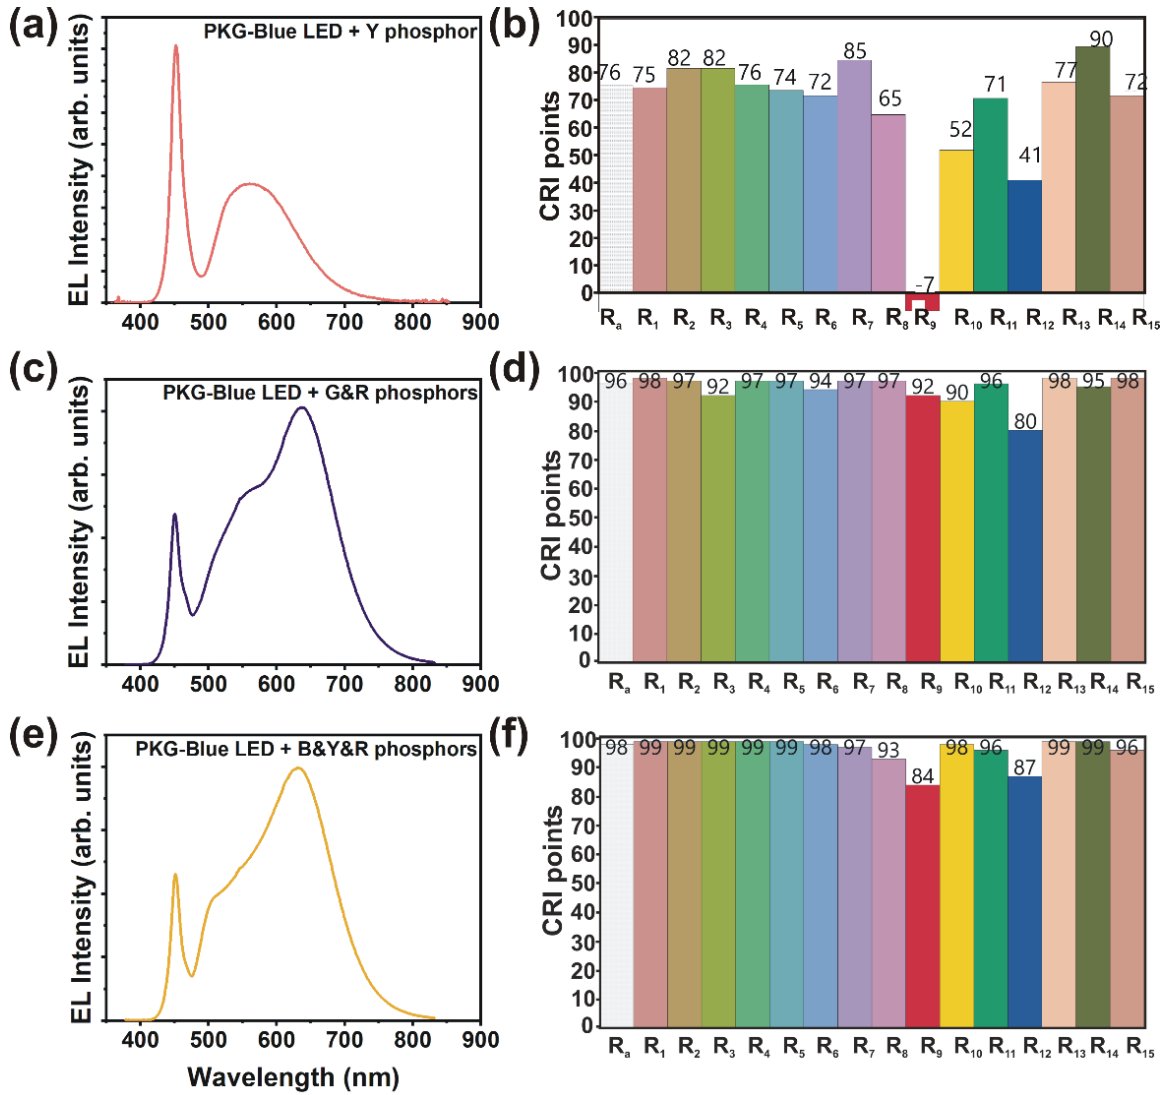 (a)
PKG-Blue LED + Y phosphor
EL Intensity (arb. units)
400 500 600 700 800 900
(b)
CRI points
100
90
80
70
60
50
40
30
20
10
0
76 75 82 82 76 74 72 85 65 -7 52 71 41 77 90 72
Ra R1 R2 R3 R4 R5 R6 R7 R8 R9 R10 R11 R12 R13 R14 R15
(c)
PKG-Blue LED + G&R phosphors
EL Intensity (arb. units)
400 500 600 700 800 900
(d)
CRI points
100
90
80
70
60
50
40
30
20
10
0
96 98 97 92 97 97 94 97 97 92 90 96 80 98 95 98
Ra R1 R2 R3 R4 R5 R6 R7 R8 R9 R10 R11 R12 R13 R14 R15
(e)
PKG-Blue LED + B&Y&R phosphors
EL Intensity (arb. units)
400 500 600 700 800 900
Wavelength (nm)
(f)
CRI points
100
90
80
70
60
50
40
30
20
10
0
98 99 99 99 99 99 98 97 93 84 98 96 87 99 99 96
Ra R1 R2 R3 R4 R5 R6 R7 R8 R9 R10 R11 R12 R13 R14 R15